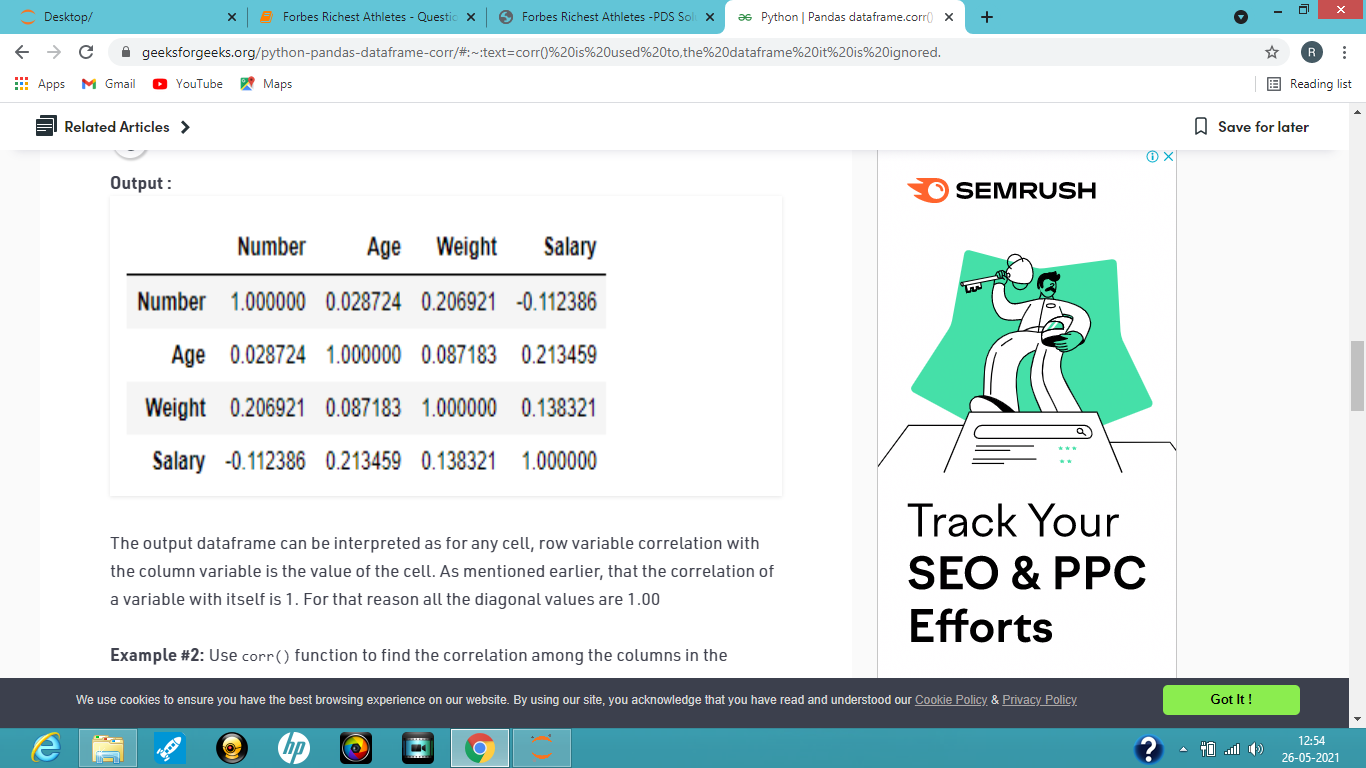 Desktop/
Forbes Richest Athletes - Questic
Forbes Richest Athletes -PDS Sol
Python | Pandas dataframe.corr()
geeksforgeeks.org/python-pandas-dataframe-corr/#:~:text=corr()%20is%20used%20to,the%20dataframe%20it%20is%20ignored.
R
Apps
Gmail
YouTube
Maps
Reading list
Related Articles
Save for later
Output :
Number Age Weight Salary
Number 1.000000 0.028724 0.206921 -0.112386
Age 0.028724 1.000000 0.087183 0.213459
Weight 0.206921 0.087183 1.000000 0.138321
Salary -0.112386 0.213459 0.138321 1.000000
The output dataframe can be interpreted as for any cell, row variable correlation with
the column variable is the value of the cell. As mentioned earlier, that the correlation of
a variable with itself is 1. For that reason all the diagonal values are 1.00
Example #2: Use corr() function to find the correlation among the columns in the
SEMRUSH
Track Your
SEO & PPC
Efforts
We use cookies to ensure you have the best browsing experience on our website. By using our site, you acknowledge that you have read and understood our Cookie Policy & Privacy Policy
Got It !
hp
12:54
26-05-2021